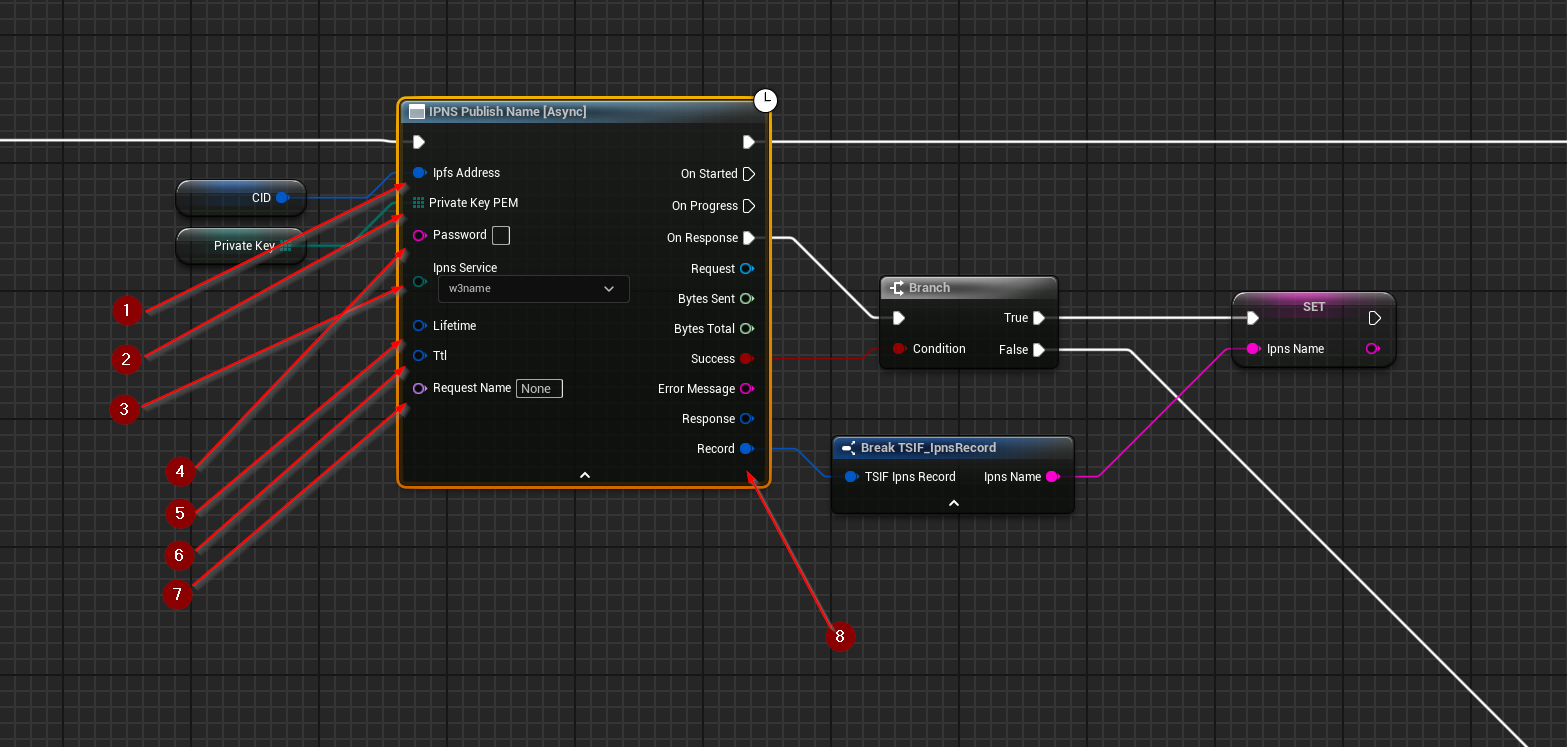 IPNS Publish Name [Async]
Ipfs Address
On Started
CID
Private Key PEM
On Progress
Private Key
Password
On Response
Ipns Service
w3name
Request
Bytes Sent
Lifetime
Bytes Total
Ttl
Success
Request Name None
Error Message
Response
Record
Branch
True
Condition
False
SET
Ipns Name
Break TSIF_IpnsRecord
TSIF Ipns Record
Ipns Name
1
2
3
4
5
6
7
8